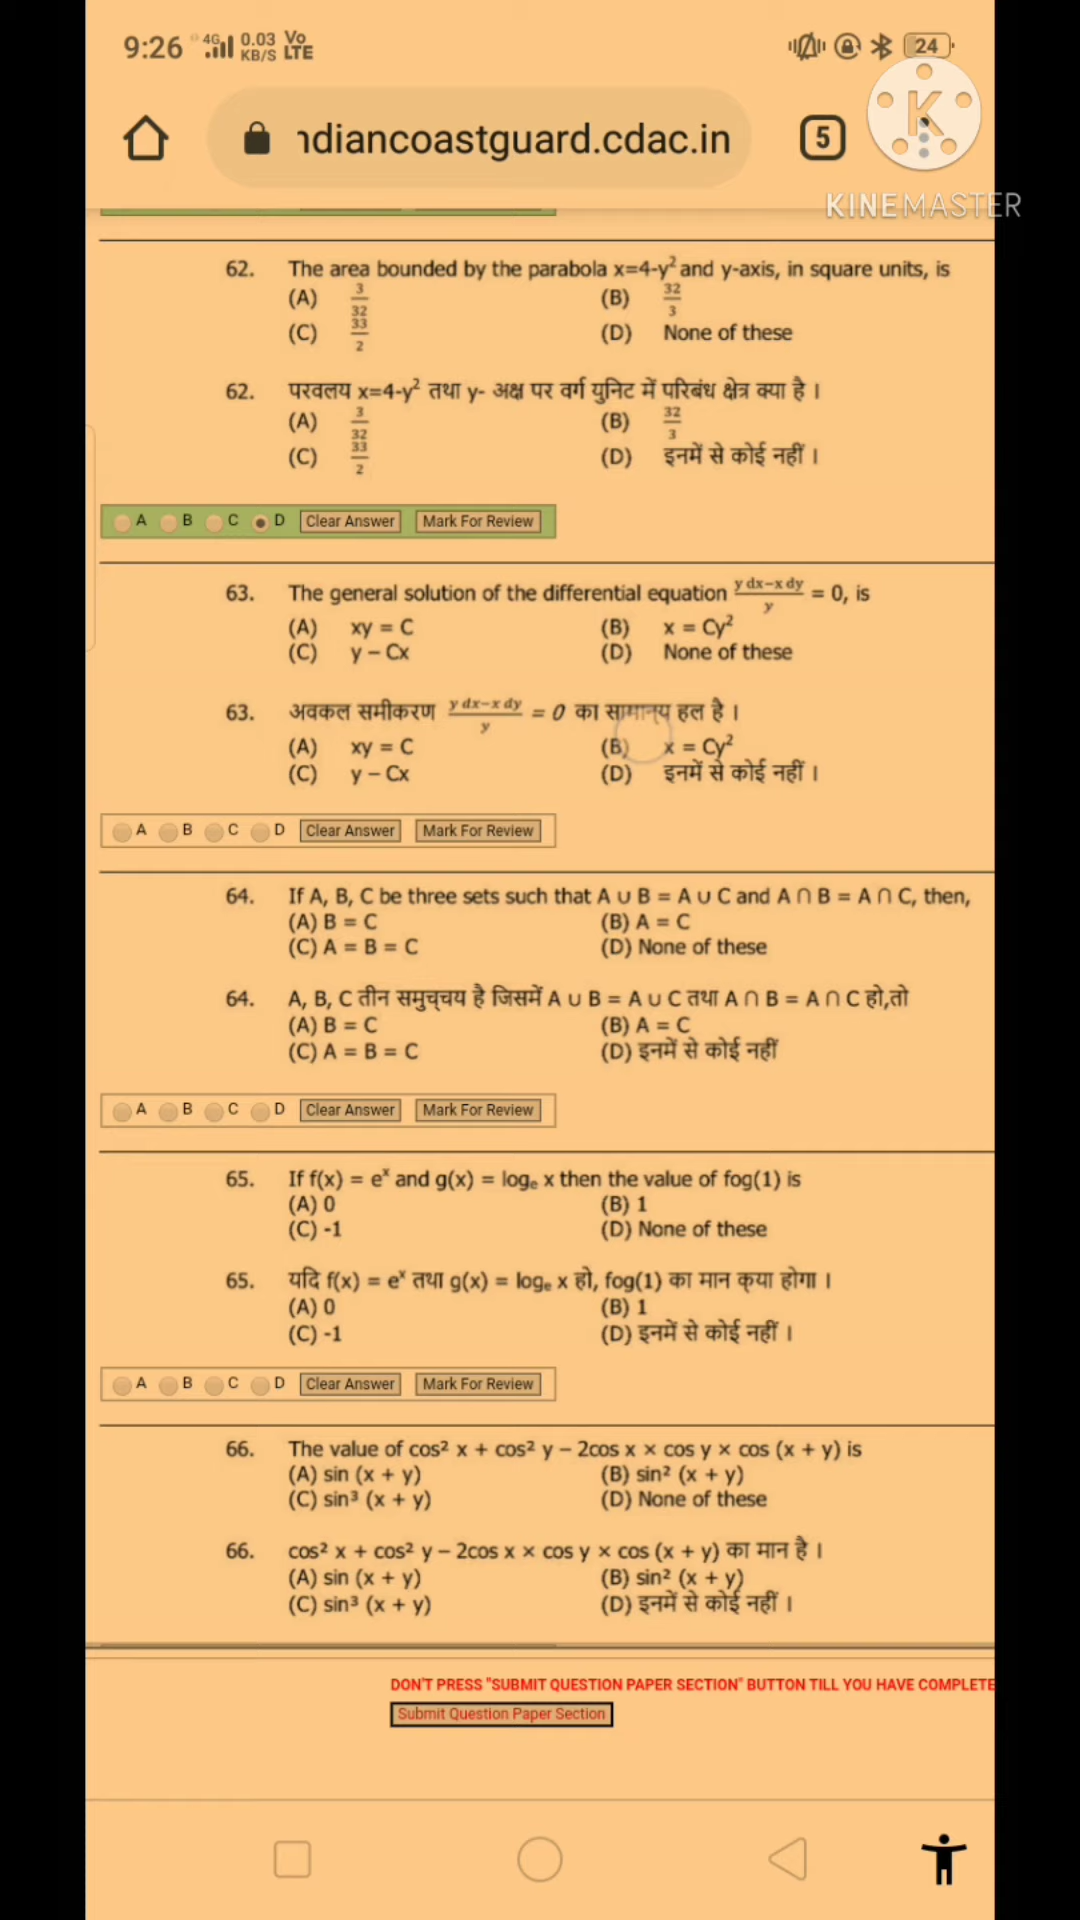 9:26 4G 0.03 KB/S Vo LTE 24
ndiancoastguard.cdac.in 5
K
KINEMASTER
62. The area bounded by the parabola x=4-y² and y-axis, in square units, is
(A) 3/32 (B) 32/3
(C) 33/2 (D) None of these
62. परवलय x=4-y² तथा y- अक्ष पर वर्ग युनिट में परिबंध क्षेत्र क्या है ।
(A) 3/32 (B) 32/3
(C) 33/2 (D) इनमें से कोई नहीं ।
A B C D Clear Answer Mark For Review
63. The general solution of the differential equation (y dx−x dy)/y = 0, is
(A) xy = C (B) x = Cy²
(C) y – Cx (D) None of these
63. अवकल समीकरण (y dx−x dy)/y = 0 का सामान्य हल है ।
(A) xy = C (B) x = Cy²
(C) y – Cx (D) इनमें से कोई नहीं ।
A B C D Clear Answer Mark For Review
64. If A, B, C be three sets such that A ∪ B = A ∪ C and A ∩ B = A ∩ C, then,
(A) B = C (B) A = C
(C) A = B = C (D) None of these
64. A, B, C तीन समुच्चय है जिसमें A ∪ B = A ∪ C तथा A ∩ B = A ∩ C हो,तो
(A) B = C (B) A = C
(C) A = B = C (D) इनमें से कोई नहीं
A B C D Clear Answer Mark For Review
65. If f(x) = eˣ and g(x) = logₑ x then the value of fog(1) is
(A) 0 (B) 1
(C) -1 (D) None of these
65. यदि f(x) = eˣ तथा g(x) = logₑ x हो, fog(1) का मान क्या होगा ।
(A) 0 (B) 1
(C) -1 (D) इनमें से कोई नहीं ।
A B C D Clear Answer Mark For Review
66. The value of cos² x + cos² y – 2cos x × cos y × cos (x + y) is
(A) sin (x + y) (B) sin² (x + y)
(C) sin³ (x + y) (D) None of these
66. cos² x + cos² y – 2cos x × cos y × cos (x + y) का मान है ।
(A) sin (x + y) (B) sin² (x + y)
(C) sin³ (x + y) (D) इनमें से कोई नहीं ।
DON'T PRESS "SUBMIT QUESTION PAPER SECTION" BUTTON TILL YOU HAVE COMPLETE
Submit Question Paper Section